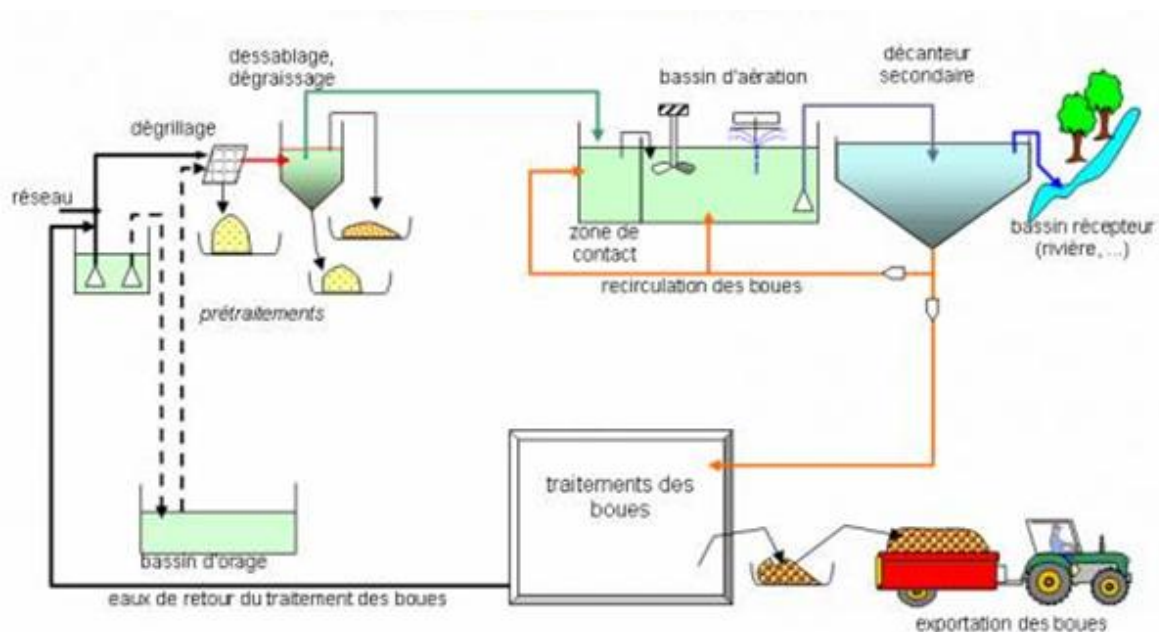 dessablage,
dégraissage
bassin d'aération
décanteur
secondaire
dégrillage
réseau
zone de
contact
bassin récepteur
(rivière, ...)
recirculation des boues
prétraitements
traitements des
boues
bassin d'orage
eaux de retour du traitement des boues
exportation des boues